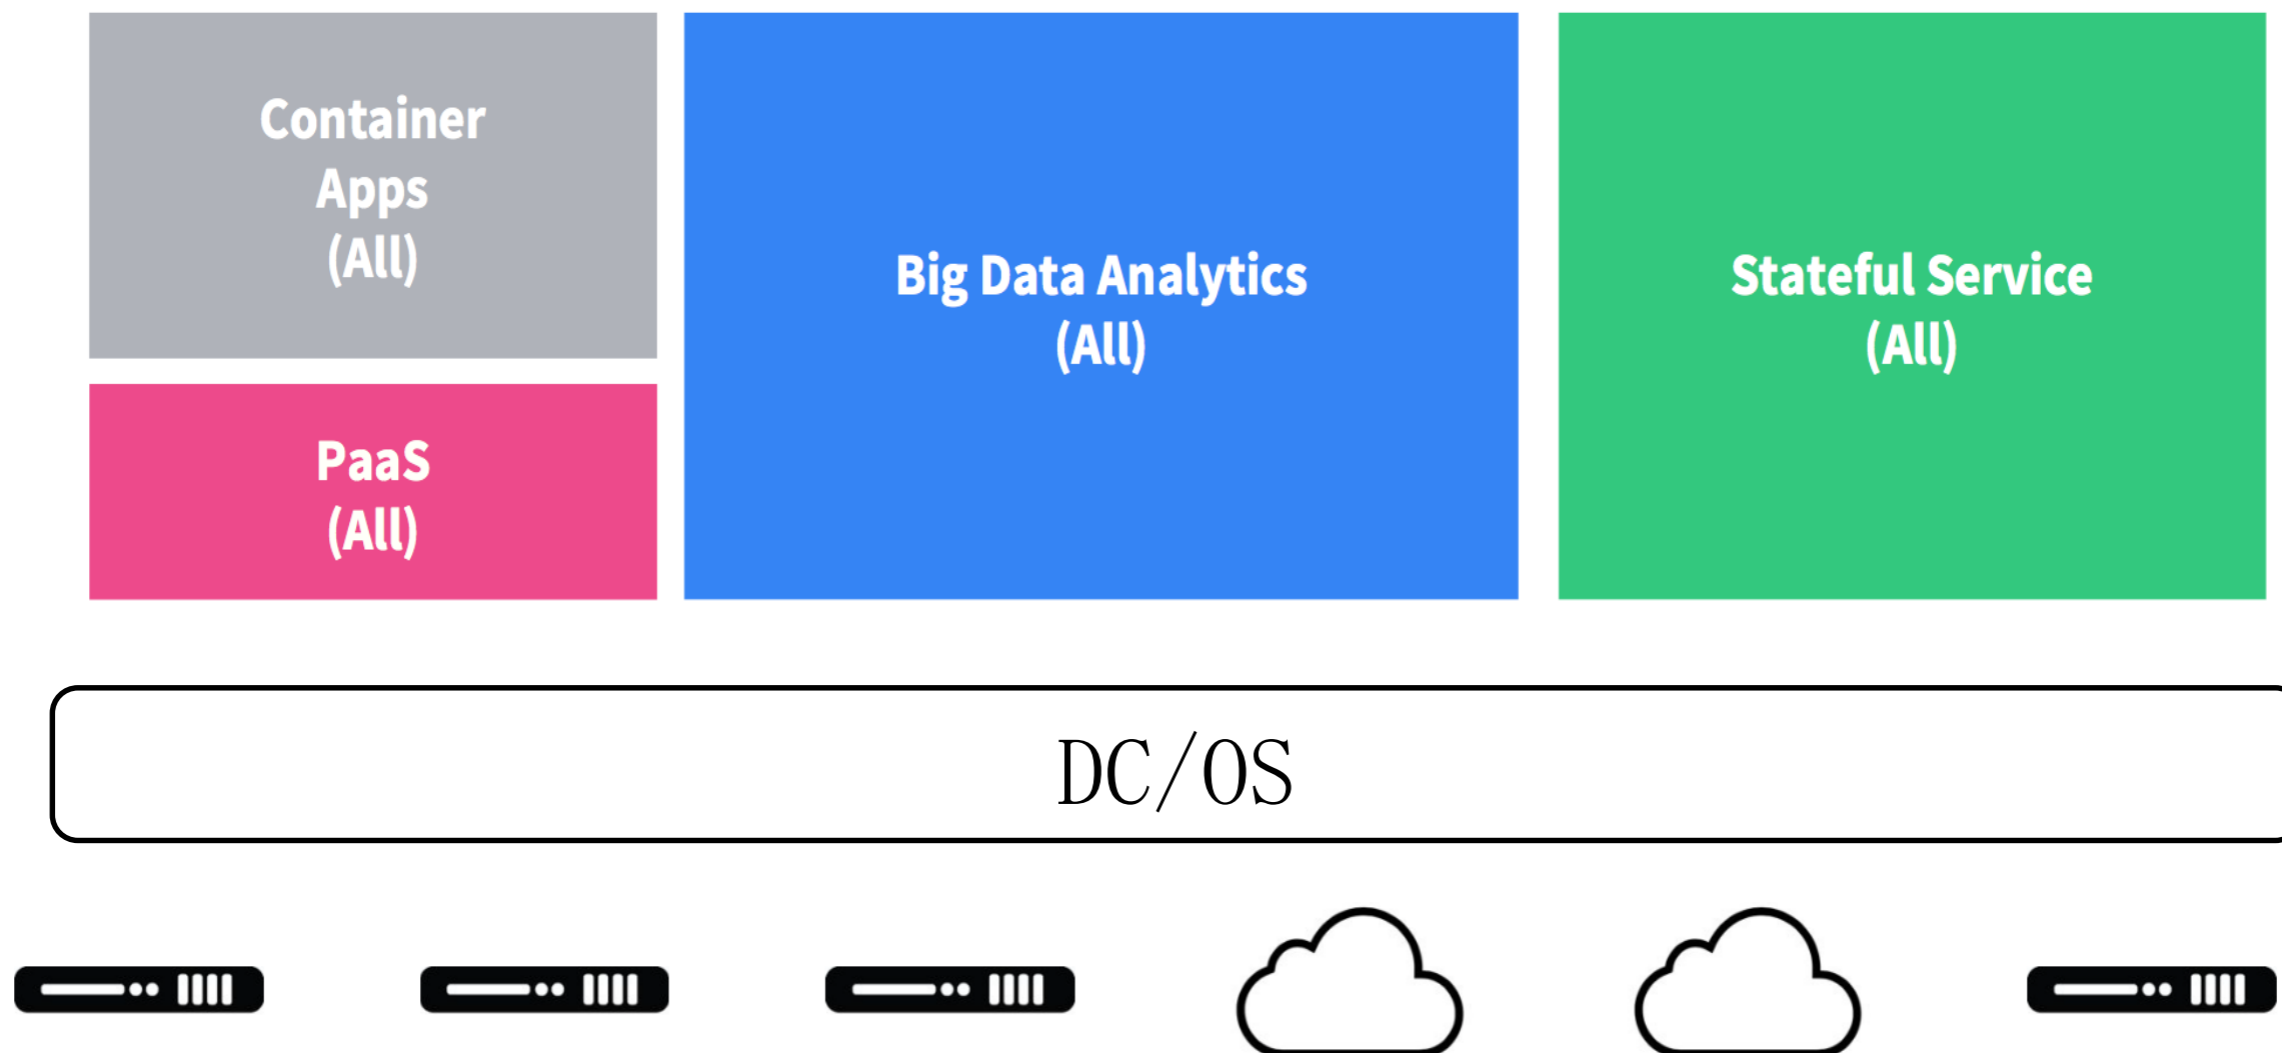 Container
Apps
(All)
PaaS
(All)
Big Data Analytics
(All)
Stateful Service
(All)
DC/OS